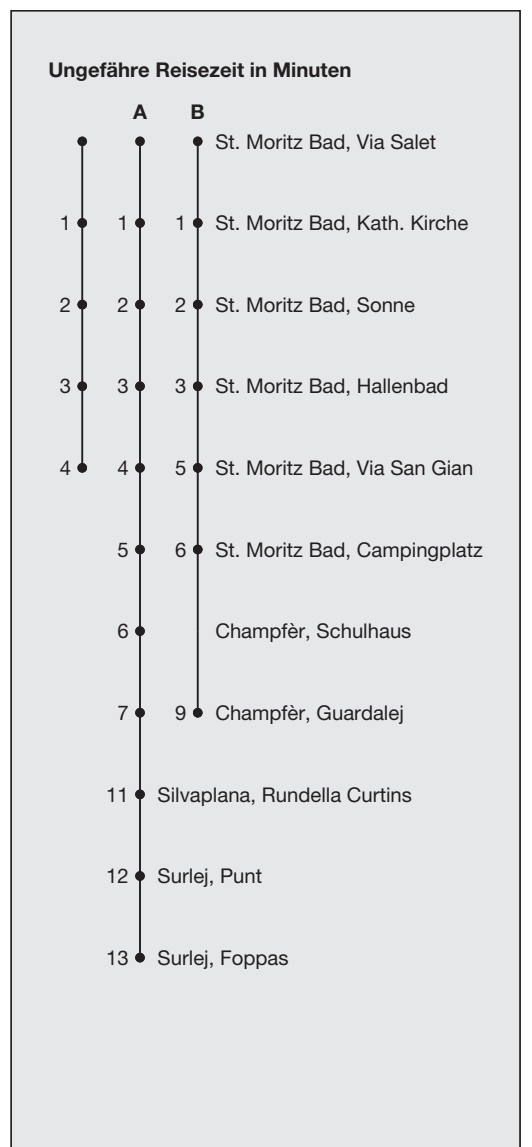 Ungefähre Reisezeit in Minuten
A B
St. Moritz Bad, Via Salet
1 1 1 St. Moritz Bad, Kath. Kirche
2 2 2 St. Moritz Bad, Sonne
3 3 3 St. Moritz Bad, Hallenbad
4 4 5 St. Moritz Bad, Via San Gian
5 6 St. Moritz Bad, Campingplatz
6 Champfèr, Schulhaus
7 9 Champfèr, Guardalej
11 Silvaplana, Rundella Curtins
12 Surlej, Punt
13 Surlej, Foppas